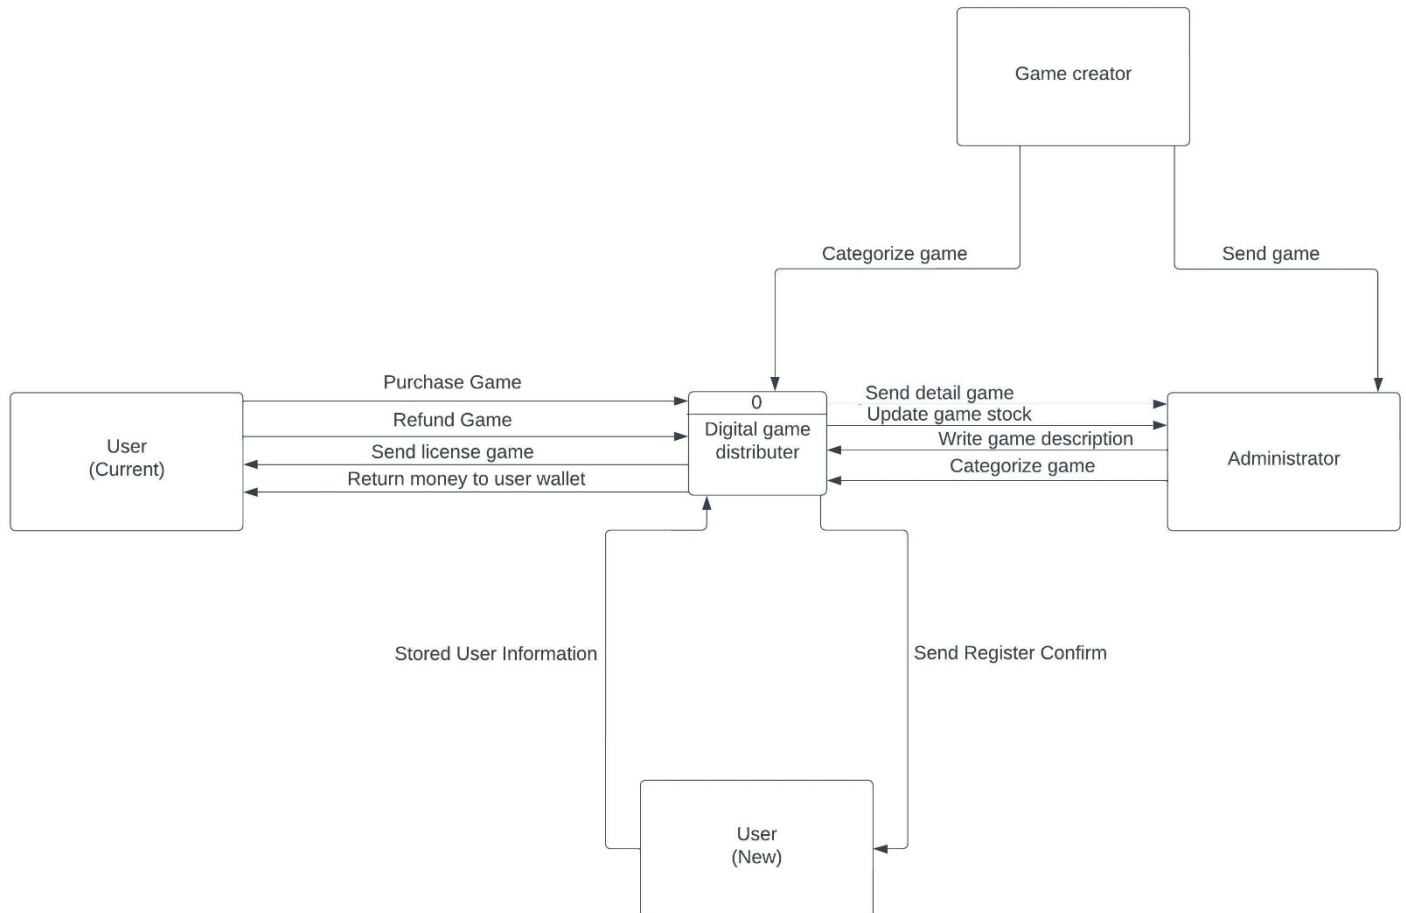 Game creator
Categorize game
Send game
Purchase Game
Refund Game
Send license game
Return money to user wallet
User
(Current)
0
Digital game
distributer
Send detail game
Update game stock
Write game description
Categorize game
Administrator
Stored User Information
Send Register Confirm
User
(New)